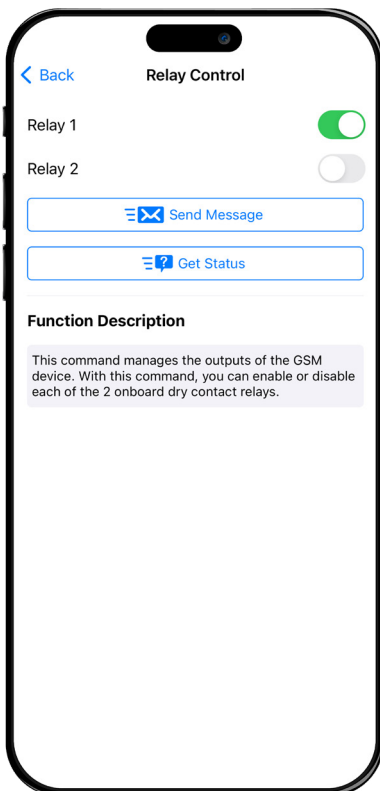 Back
Relay Control
Relay 1
Relay 2
Send Message
Get Status
Function Description
This command manages the outputs of the GSM
device. With this command, you can enable or disable
each of the 2 onboard dry contact relays.